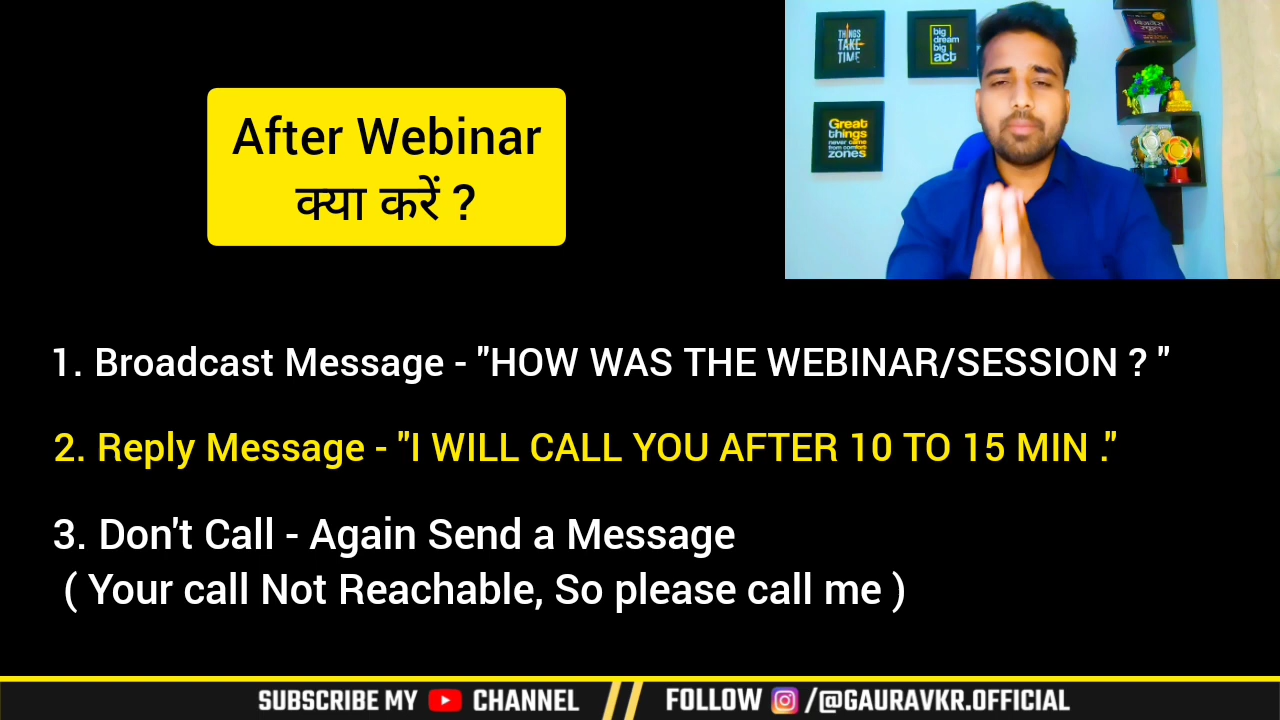 THINGS
TAKE
TIME
big
dream
big
act
Great
things
never came
from comfort
zones
After Webinar
क्या करें ?
1. Broadcast Message - "HOW WAS THE WEBINAR/SESSION ? "
2. Reply Message - "I WILL CALL YOU AFTER 10 TO 15 MIN ."
3. Don't Call - Again Send a Message
( Your call Not Reachable, So please call me )
SUBSCRIBE MY CHANNEL // FOLLOW /@GAURAVKR.OFFICIAL